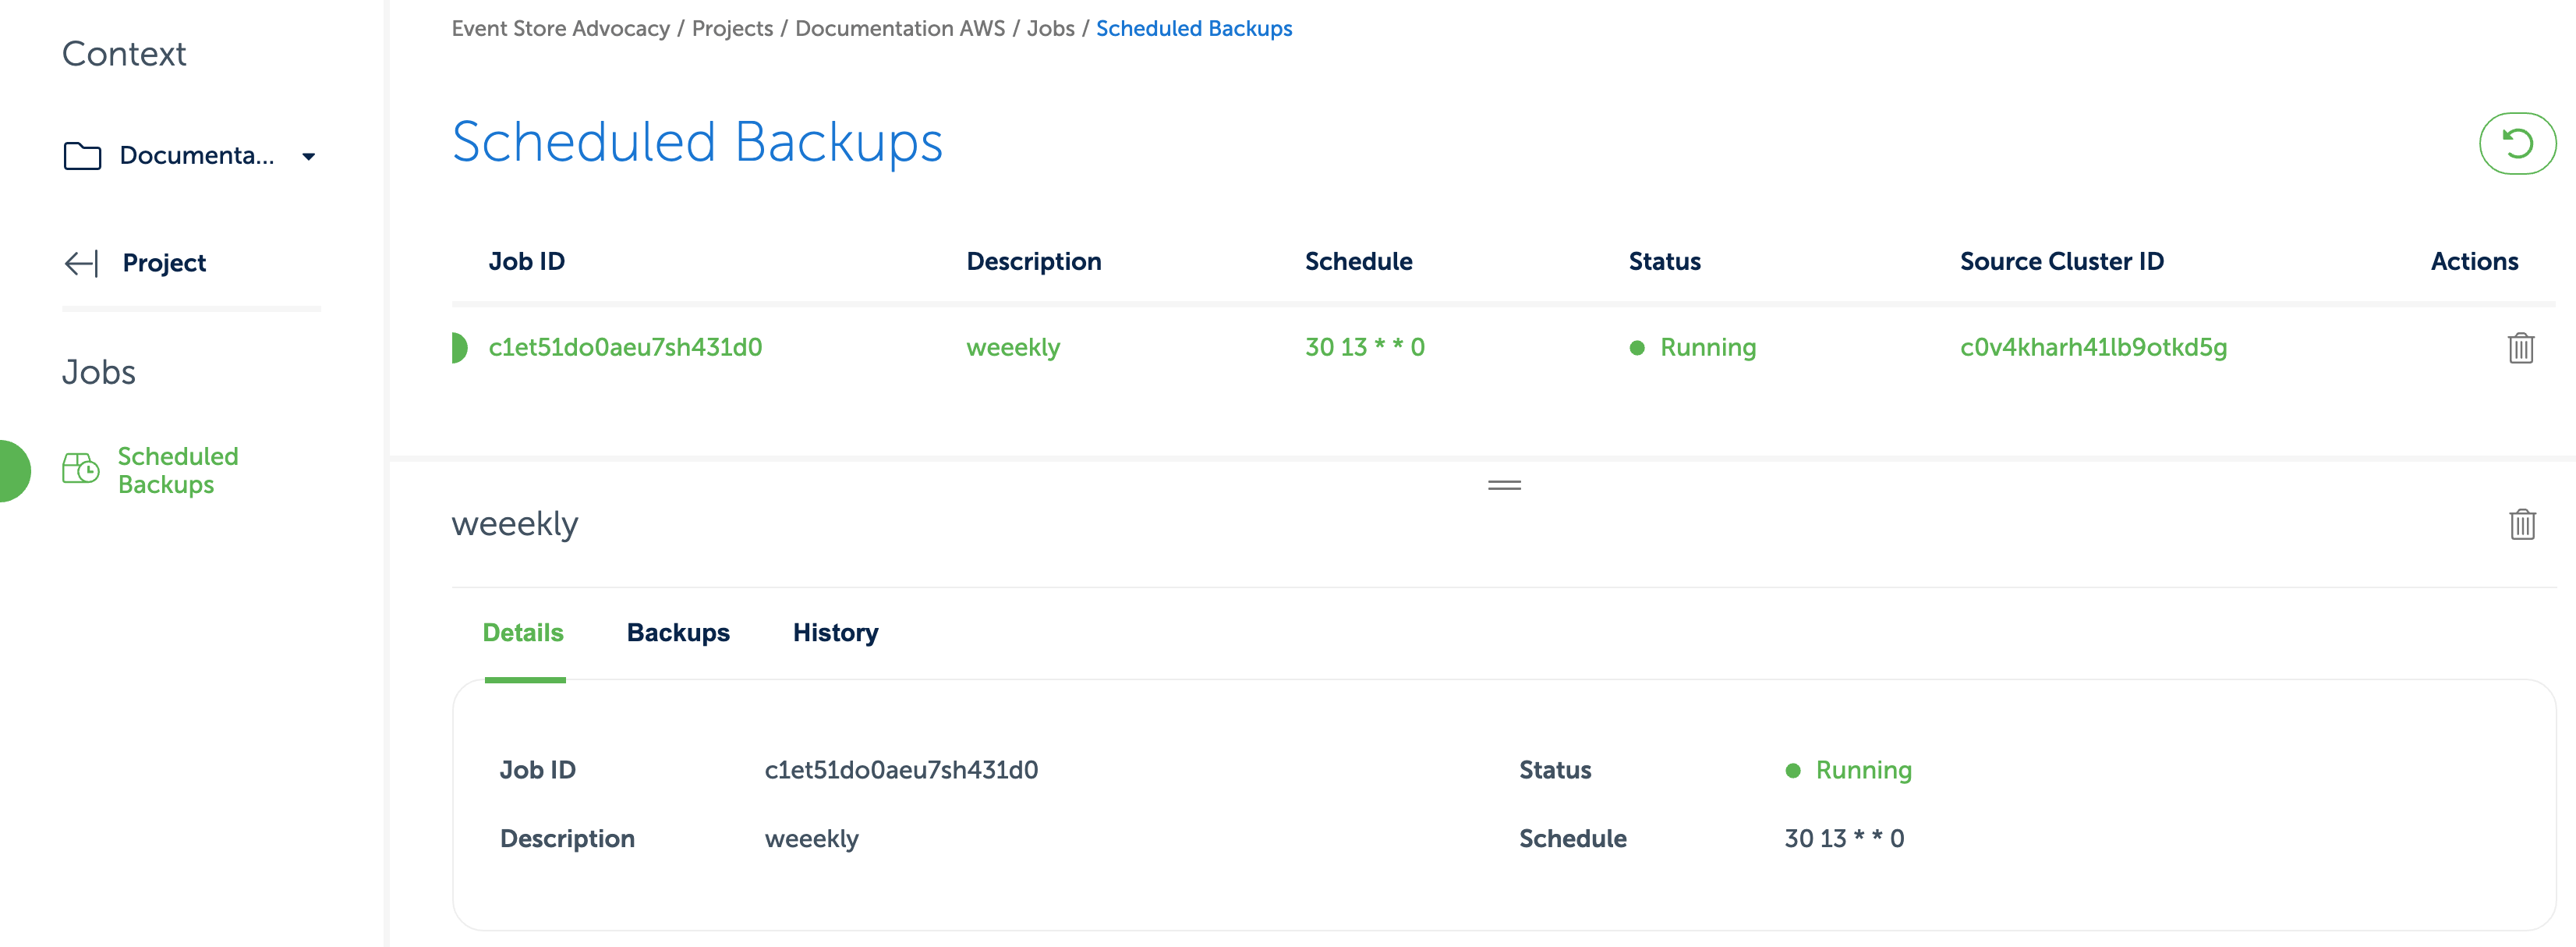 Event Store Advocacy / Projects / Documentation AWS / Jobs / Scheduled Backups
Context
Documenta...
Project
Jobs
Scheduled
Backups
Scheduled Backups
Job ID Description Schedule Status Source Cluster ID Actions
c1et51do0aeu7sh431d0 weeekly 30 13 * * 0 Running c0v4kharh41lb9otkd5g
weeekly
Details Backups History
Job ID c1et51do0aeu7sh431d0 Status Running
Description weeekly Schedule 30 13 * * 0